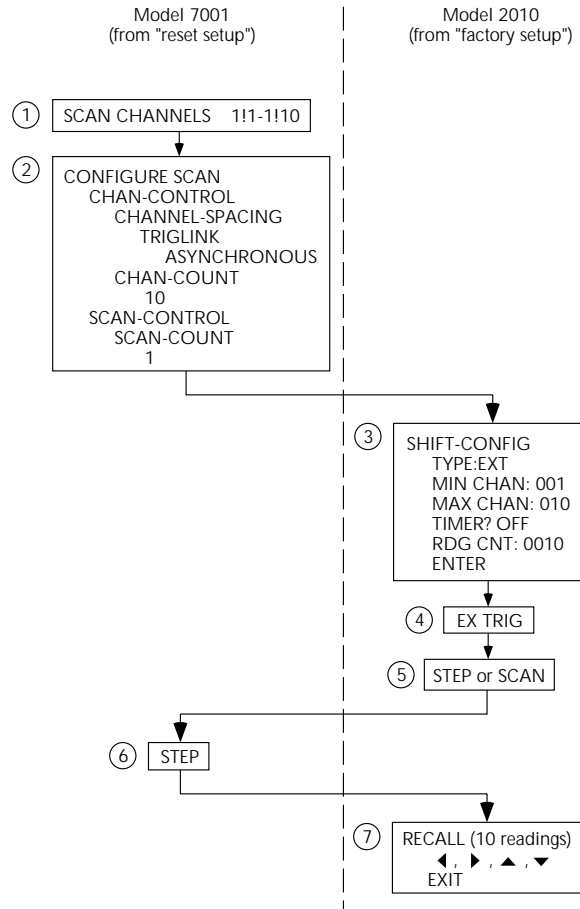 Model 7001
(from "reset setup")
Model 2010
(from "factory setup")
1
SCAN CHANNELS 1!1-1!10
2
CONFIGURE SCAN
CHAN-CONTROL
CHANNEL-SPACING
TRIGLINK
ASYNCHRONOUS
CHAN-COUNT
10
SCAN-CONTROL
SCAN-COUNT
1
3
SHIFT-CONFIG
TYPE:EXT
MIN CHAN: 001
MAX CHAN: 010
TIMER? OFF
RDG CNT: 0010
ENTER
4
EX TRIG
5
STEP or SCAN
6
STEP
7
RECALL (10 readings)
◀ , ▶ , ▲ , ▼
EXIT